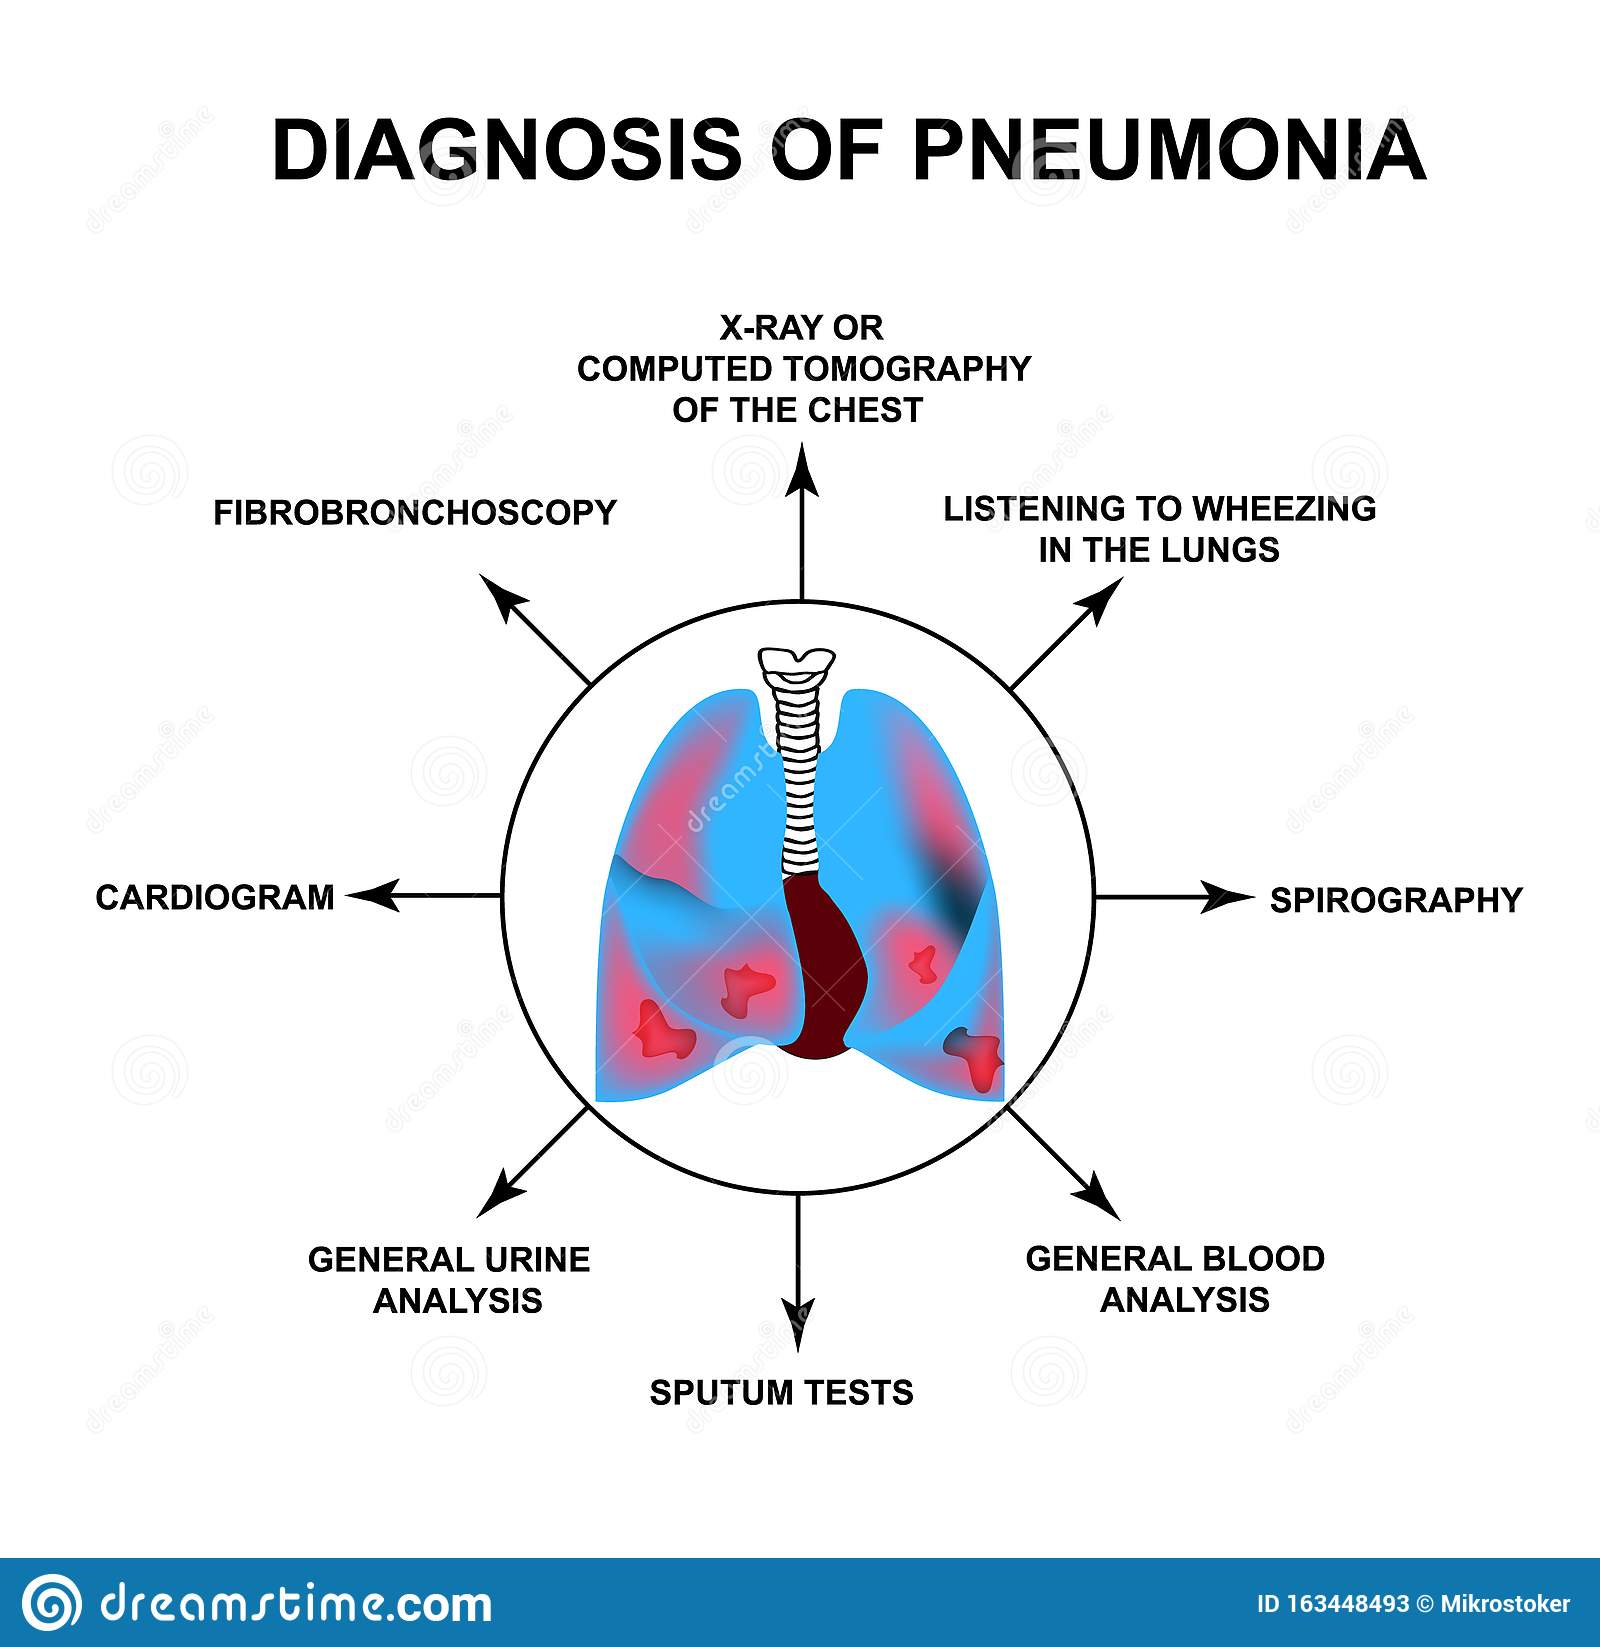 DIAGNOSIS OF PNEUMONIA
X-RAY OR
COMPUTED TOMOGRAPHY
OF THE CHEST
FIBROBRONCHOSCOPY
LISTENING TO WHEEZING
IN THE LUNGS
CARDIOGRAM
SPIROGRAPHY
GENERAL URINE
ANALYSIS
GENERAL BLOOD
ANALYSIS
SPUTUM TESTS
dreamstime.com
ID 163448493 © Mikrostoker